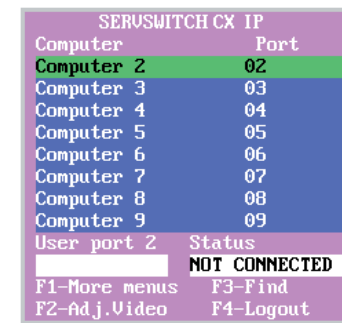 SERVSWITCH CX IP
Computer Port
Computer 2 02
Computer 3 03
Computer 4 04
Computer 5 05
Computer 6 06
Computer 7 07
Computer 8 08
Computer 9 09
User port 2 Status
NOT CONNECTED
F1-More menus F3-Find
F2-Adj.Video F4-Logout